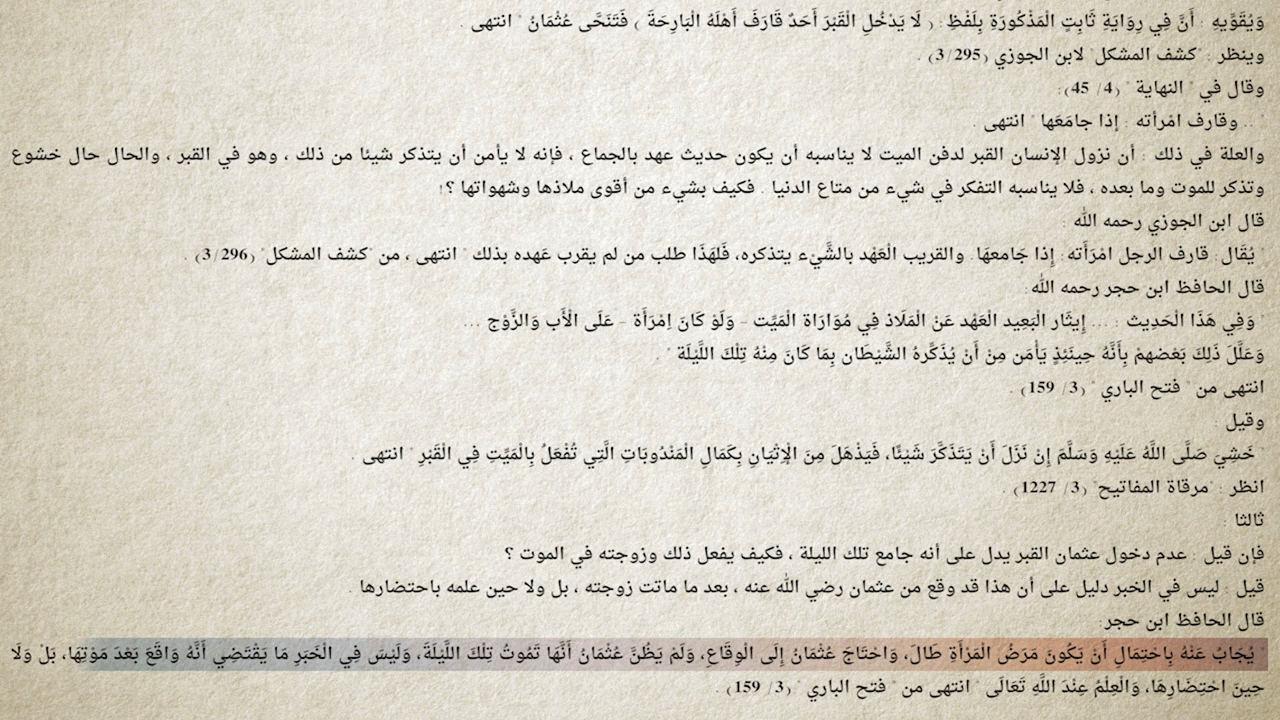 وَيُقَوِّيهِ : أَنَّ فِي رِوَايَةِ ثَابِتٍ الْمَذْكُورَةِ بِلَفْظِ : ( لَا يَدْخُلِ الْقَبْرَ أَحَدٌ قَارَفَ أَهْلَهُ الْبَارِحَةَ ) فَتَنَحَّى عُثْمَانُ " انتهى .
وينظر : "كشف المشكل" لابن الجوزي (3/295) .
وقال في " النهاية " (4/ 45):
" .. وقارف امْرأته : إذا جامَعَها " انتهى .
والعلة في ذلك : أن نزول الإنسان القبر لدفن الميت لا يناسبه أن يكون حديث عهد بالجماع ، فإنه لا يأمن أن يتذكر شيئا من ذلك ، وهو في القبر ، والحال حال خشوع
وتذكر للموت وما بعده ، فلا يناسبه التفكر في شيء من متاع الدنيا . فكيف بشيء من أقوى ملاذها وشهواتها ؟!
قال ابن الجوزي رحمه الله :
" يُقَال: قارف الرجل امْرَأَته: إِذا جَامعهَا. والقريب الْعَهْد بالشَّيْء يتذكره، فَلهَذَا طلب من لم يقرب عَهده بذلك " انتهى ، من "كشف المشكل" (3/296) .
قال الحافظ ابن حجر رحمه الله:
" وَفِي هَذَا الْحَدِيث : ... إِيثَار الْبَعِيد الْعَهْد عَنْ الْمَلَاذ فِي مُوَارَاة الْمَيِّت - وَلَوْ كَانَ اِمْرَأَة - عَلَى الْأَب وَالزَّوْج ...
وَعَلَّلَ ذَلِكَ بَعْضهمْ بِأَنَّهُ حِينَئِذٍ يَأْمَن مِنْ أَنْ يُذَكِّرهُ الشَّيْطَان بِمَا كَانَ مِنْهُ تِلْكَ اللَّيْلَة " .
انتهى من " فتح الباري " (3/ 159) .
وقيل :
" خَشِيَ صَلَّى اللَّهُ عَلَيْهِ وَسَلَّمَ إِنْ نَزَلَ أَنْ يَتَذَكَّرَ شَيْئًا، فَيَذْهَلَ مِنَ الْإِتْيَانِ بِكَمَالِ الْمَنْدُوبَاتِ الَّتِي تُفْعَلُ بِالْمَيِّتِ فِي الْقَبْرِ " انتهى .
انظر : "مرقاة المفاتيح" (3/ 1227) .
ثالثا :
فإن قيل : عدم دخول عثمان القبر يدل على أنه جامع تلك الليلة ، فكيف يفعل ذلك وزوجته في الموت ؟
قيل : ليس في الخبر دليل على أن هذا قد وقع من عثمان رضي الله عنه ، بعد ما ماتت زوجته ، بل ولا حين علمه باحتضارها .
قال الحافظ ابن حجر:
" يُجَابُ عَنْهُ بِاحْتِمَالِ أَنْ يَكُونَ مَرَضُ الْمَرْأَةِ طَالَ، وَاحْتَاجَ عُثْمَانُ إِلَى الْوِقَاعِ، وَلَمْ يَظُنَّ عُثْمَانُ أَنَّهَا تَمُوتُ تِلْكَ اللَّيْلَةَ، وَلَيْسَ فِي الْخَبَرِ مَا يَقْتَضِي أَنَّهُ وَاقَعَ بَعْدَ مَوْتِهَا، بَلْ وَلَا
حِينَ احْتِضَارِهَا، وَالْعِلْمُ عِنْدَ اللَّهِ تَعَالَى " انتهى من " فتح الباري " (3/ 159) .